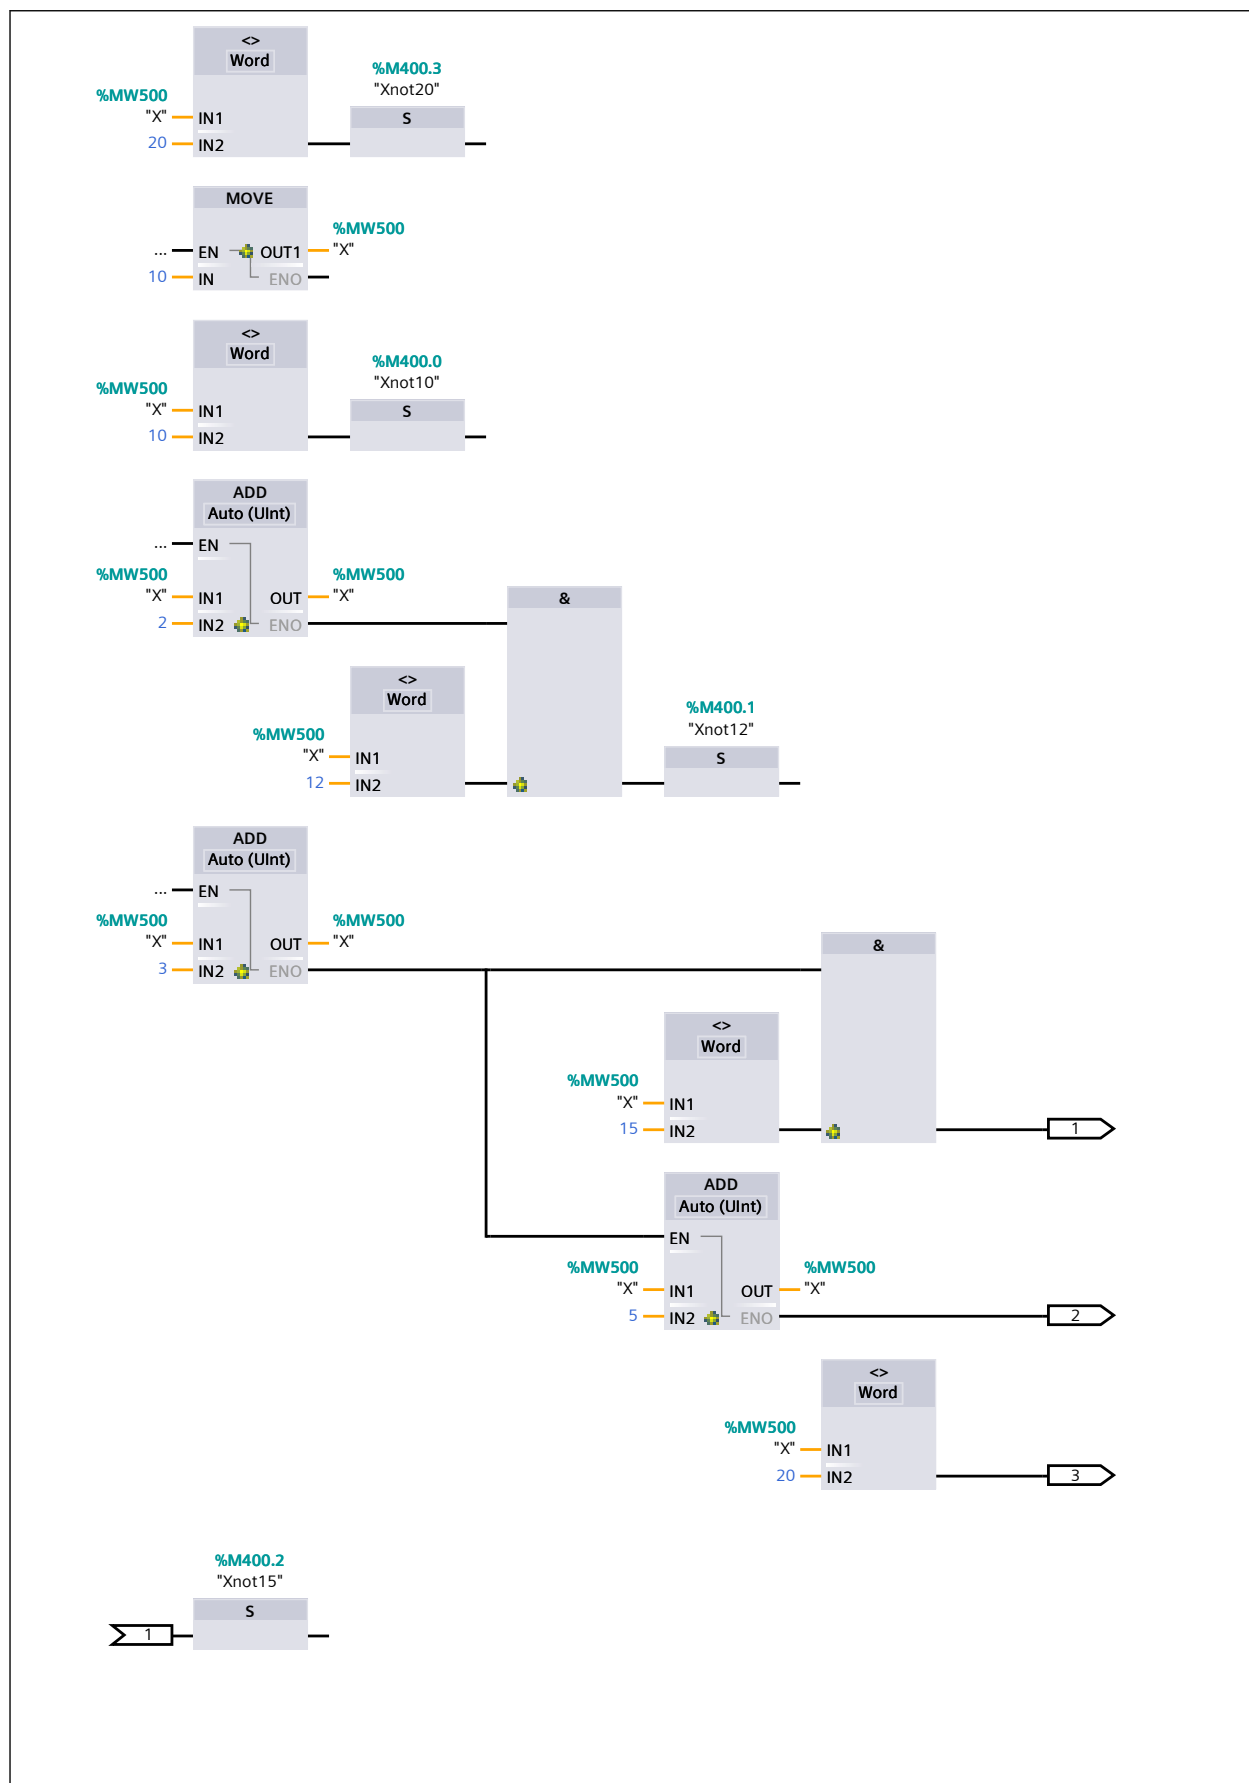 <>
Word
%M400.3
"Xnot20"
%MW500
"X"
IN1
S
20
IN2
MOVE
%MW500
...
EN
OUT1
"X"
10
IN
ENO
<>
Word
%M400.0
"Xnot10"
%MW500
"X"
IN1
S
10
IN2
ADD
Auto (UInt)
...
EN
%MW500
%MW500
"X"
IN1
OUT
"X"
&
2
IN2
ENO
<>
Word
%M400.1
"Xnot12"
%MW500
"X"
IN1
S
12
IN2
ADD
Auto (UInt)
...
EN
%MW500
%MW500
"X"
IN1
OUT
"X"
&
3
IN2
ENO
<>
Word
%MW500
"X"
IN1
15
IN2
1
ADD
Auto (UInt)
EN
%MW500
%MW500
"X"
IN1
OUT
"X"
5
IN2
ENO
2
<>
Word
%MW500
"X"
IN1
20
IN2
3
%M400.2
"Xnot15"
S
1